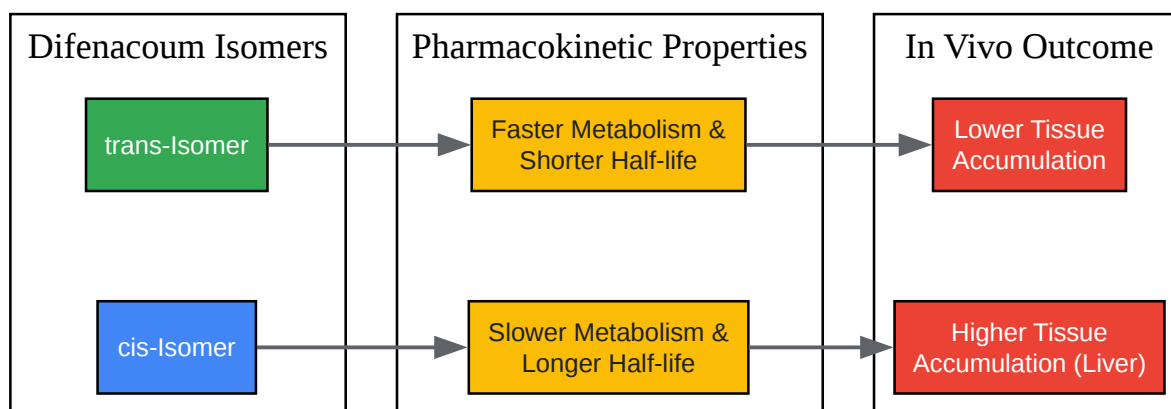 Difenacoum Isomers
Pharmacokinetic Properties
In Vivo Outcome
trans-Isomer
Faster Metabolism &
Shorter Half-life
Lower Tissue
Accumulation
cis-Isomer
Slower Metabolism &
Longer Half-life
Higher Tissue
Accumulation (Liver)